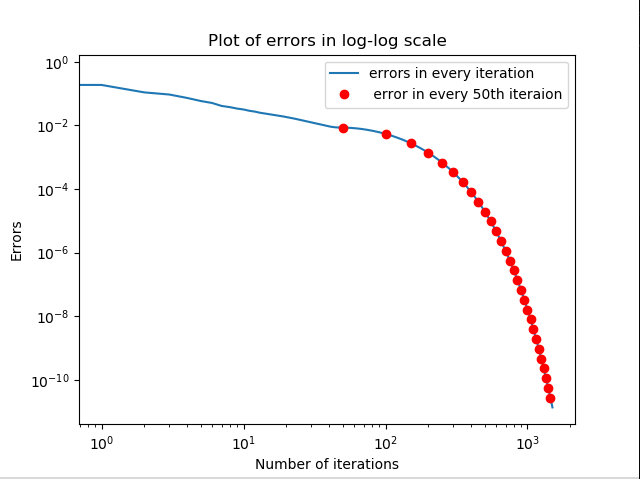 Plot of errors in log-log scale
errors in every iteration
error in every 50th iteraion
Errors
10⁰
10⁻²
10⁻⁴
10⁻⁶
10⁻⁸
10⁻¹⁰
10⁰ 10¹ 10² 10³
Number of iterations